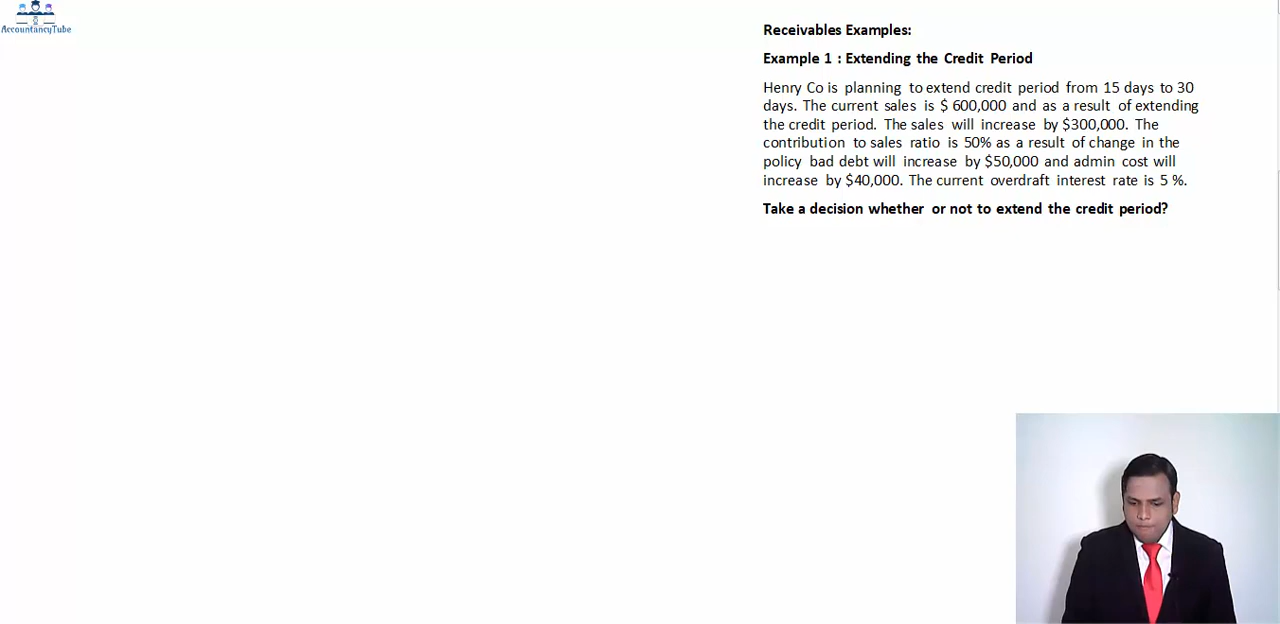 AccountancyTube
Receivables Examples:
Example 1 : Extending the Credit Period
Henry Co is planning to extend credit period from 15 days to 30
days. The current sales is $ 600,000 and as a result of extending
the credit period. The sales will increase by $300,000. The
contribution to sales ratio is 50% as a result of change in the
policy bad debt will increase by $50,000 and admin cost will
increase by $40,000. The current overdraft interest rate is 5 %.
Take a decision whether or not to extend the credit period?